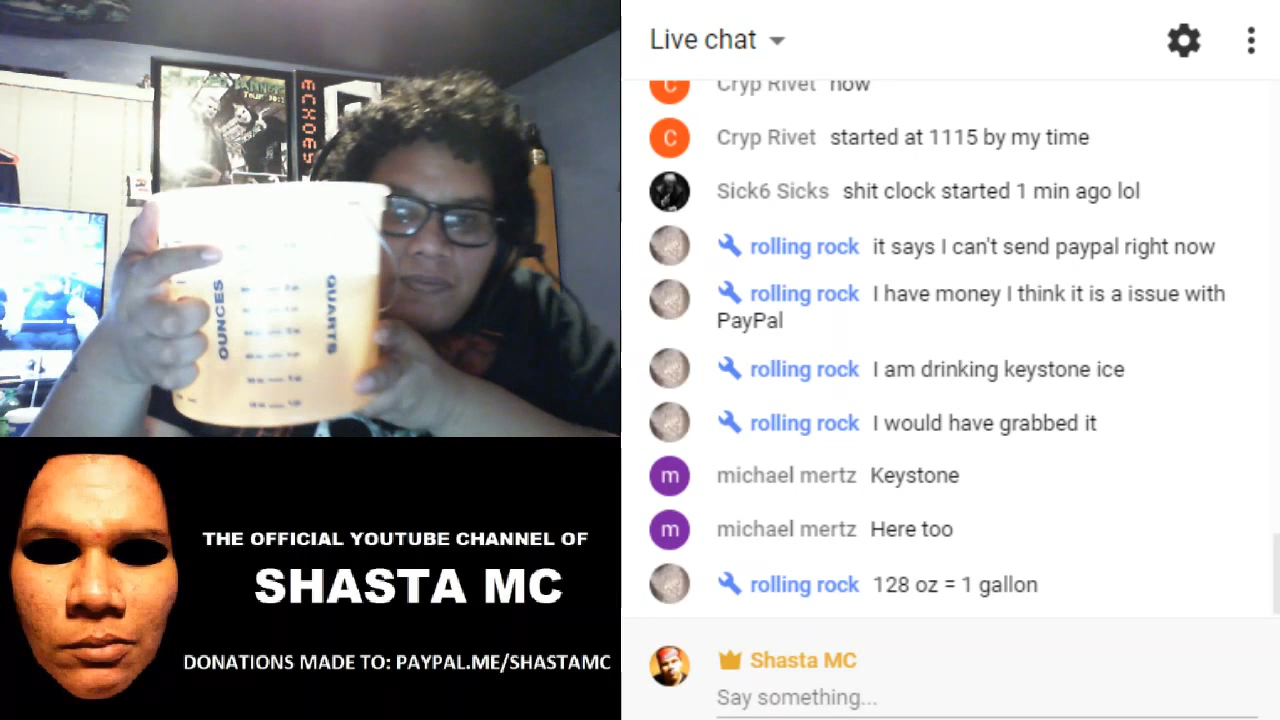 ECHOES
OUNCES
QUARTS
THE OFFICIAL YOUTUBE CHANNEL OF
SHASTA MC
DONATIONS MADE TO: PAYPAL.ME/SHASTAMC
Live chat
C Cryp Rivet now
C Cryp Rivet started at 1115 by my time
Sick6 Sicks shit clock started 1 min ago lol
rolling rock it says I can't send paypal right now
rolling rock I have money I think it is a issue with
PayPal
rolling rock I am drinking keystone ice
rolling rock I would have grabbed it
m michael mertz Keystone
m michael mertz Here too
rolling rock 128 oz = 1 gallon
Shasta MC
Say something...